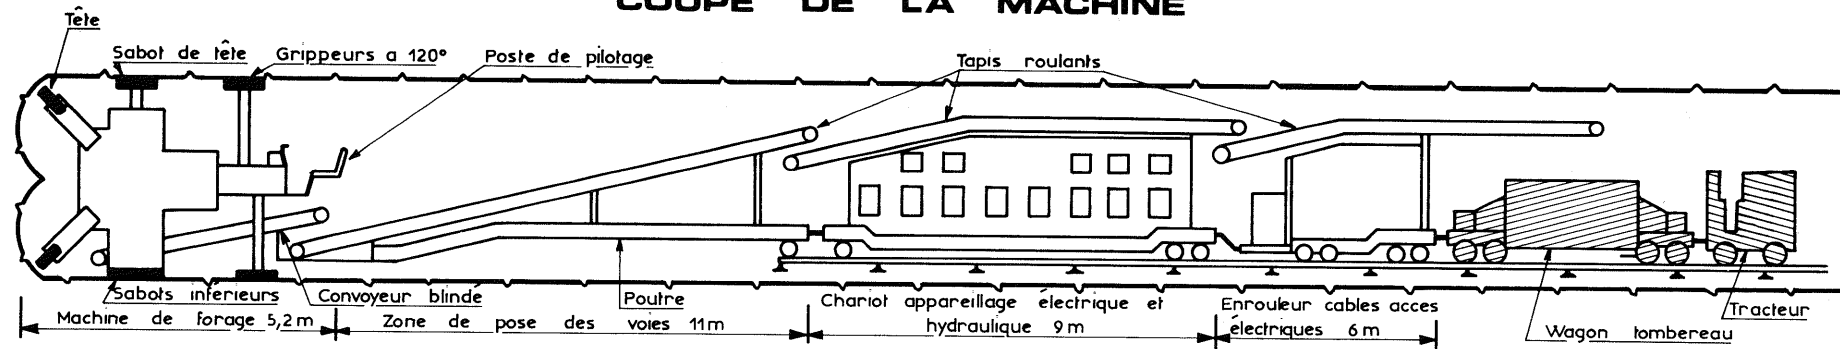 COUPE DE LA MACHINE
Tête
Sabot de tête
Grippeurs a 120°
Poste de pilotage
Tapis roulants
Sabots inférieurs
Convoyeur blindé
Poutre
Chariot appareillage électrique et
hydraulique 9 m
Enrouleur cables acces
électriques 6 m
Tracteur
Wagon tombereau
Machine de forage 5,2 m
Zone de pose des voies 11 m